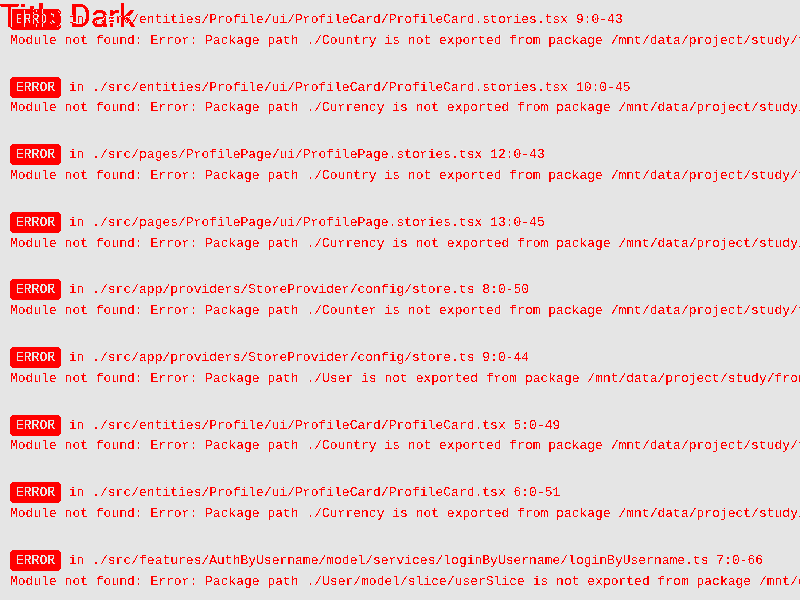 Title Dark
ERROR in ./src/entities/Profile/ui/ProfileCard/ProfileCard.stories.tsx 9:0-43
Module not found: Error: Package path ./Country is not exported from package /mnt/data/project/study/
ERROR in ./src/entities/Profile/ui/ProfileCard/ProfileCard.stories.tsx 10:0-45
Module not found: Error: Package path ./Currency is not exported from package /mnt/data/project/study
ERROR in ./src/pages/ProfilePage/ui/ProfilePage.stories.tsx 12:0-43
Module not found: Error: Package path ./Country is not exported from package /mnt/data/project/study/
ERROR in ./src/pages/ProfilePage/ui/ProfilePage.stories.tsx 13:0-45
Module not found: Error: Package path ./Currency is not exported from package /mnt/data/project/study
ERROR in ./src/app/providers/StoreProvider/config/store.ts 8:0-50
Module not found: Error: Package path ./Counter is not exported from package /mnt/data/project/study/
ERROR in ./src/app/providers/StoreProvider/config/store.ts 9:0-44
Module not found: Error: Package path ./User is not exported from package /mnt/data/project/study/fro
ERROR in ./src/entities/Profile/ui/ProfileCard/ProfileCard.tsx 5:0-49
Module not found: Error: Package path ./Country is not exported from package /mnt/data/project/study/
ERROR in ./src/entities/Profile/ui/ProfileCard/ProfileCard.tsx 6:0-51
Module not found: Error: Package path ./Currency is not exported from package /mnt/data/project/study
ERROR in ./src/features/AuthByUsername/model/services/loginByUsername/loginByUsername.ts 7:0-66
Module not found: Error: Package path ./User/model/slice/userSlice is not exported from package /mnt/